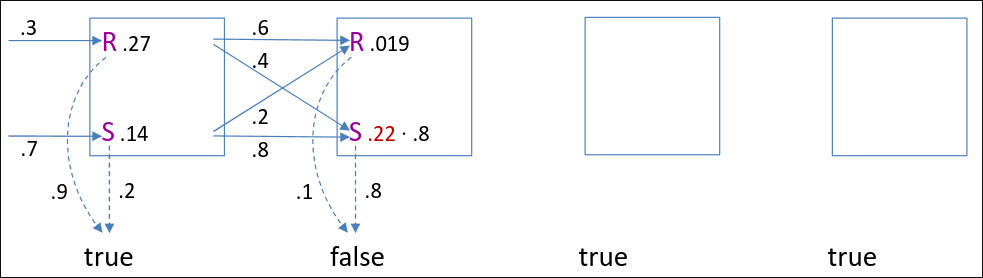 .3 R .27 .6 R .019
.4
.2
S .14 S .22 · .8
.7 .8
.9 .2 .1 .8
true false true true